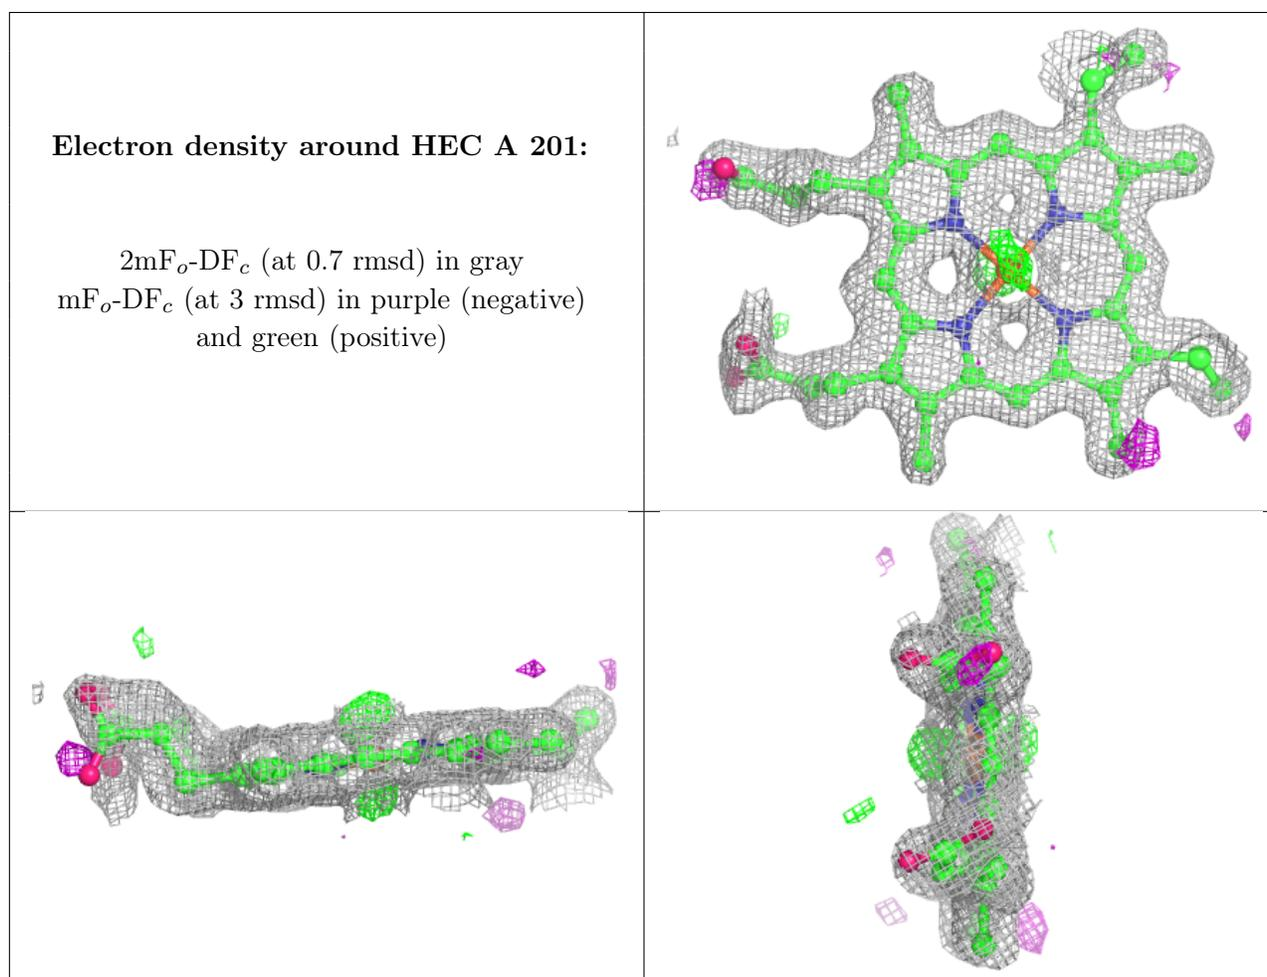 Electron density around HEC A 201:
2mFo-DFc (at 0.7 rmsd) in gray
mFo-DFc (at 3 rmsd) in purple (negative)
and green (positive)